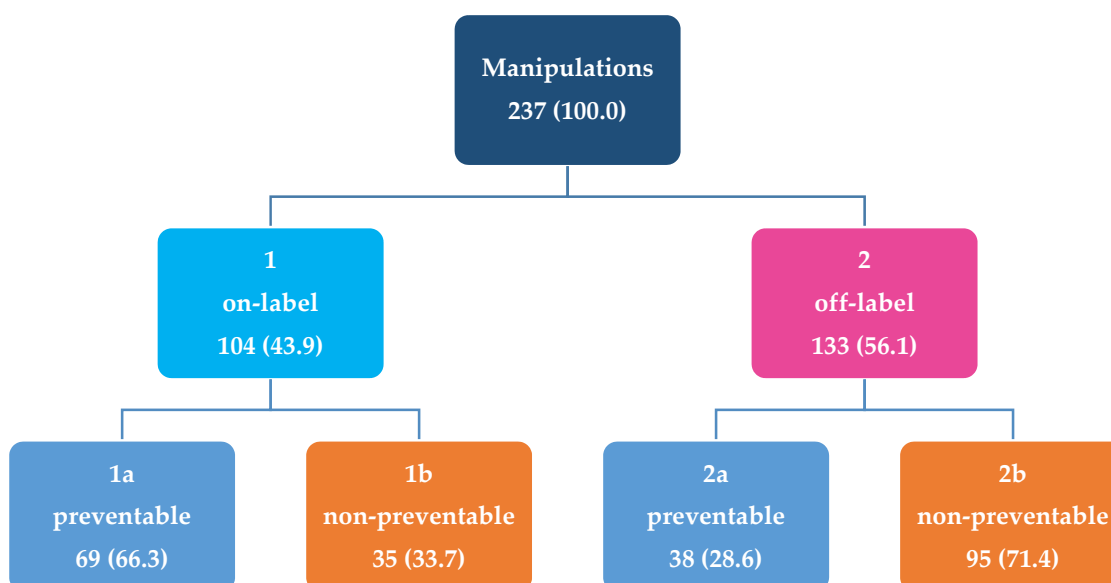 Manipulations
237 (100.0)
1
on-label
104 (43.9)
2
off-label
133 (56.1)
1a
preventable
69 (66.3)
1b
non-preventable
35 (33.7)
2a
preventable
38 (28.6)
2b
non-preventable
95 (71.4)